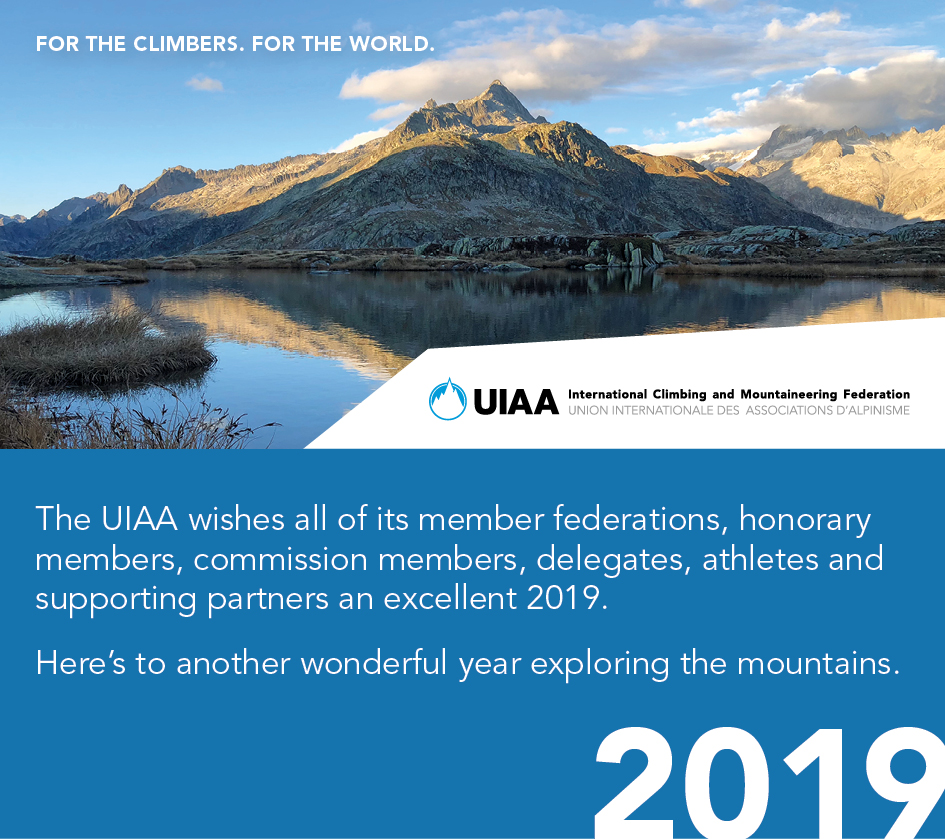 FOR THE CLIMBERS. FOR THE WORLD.
UIAA
International Climbing and Mountaineering Federation
UNION INTERNATIONALE DES ASSOCIATIONS D'ALPINISME
The UIAA wishes all of its member federations, honorary
members, commission members, delegates, athletes and
supporting partners an excellent 2019.
Here’s to another wonderful year exploring the mountains.
2019